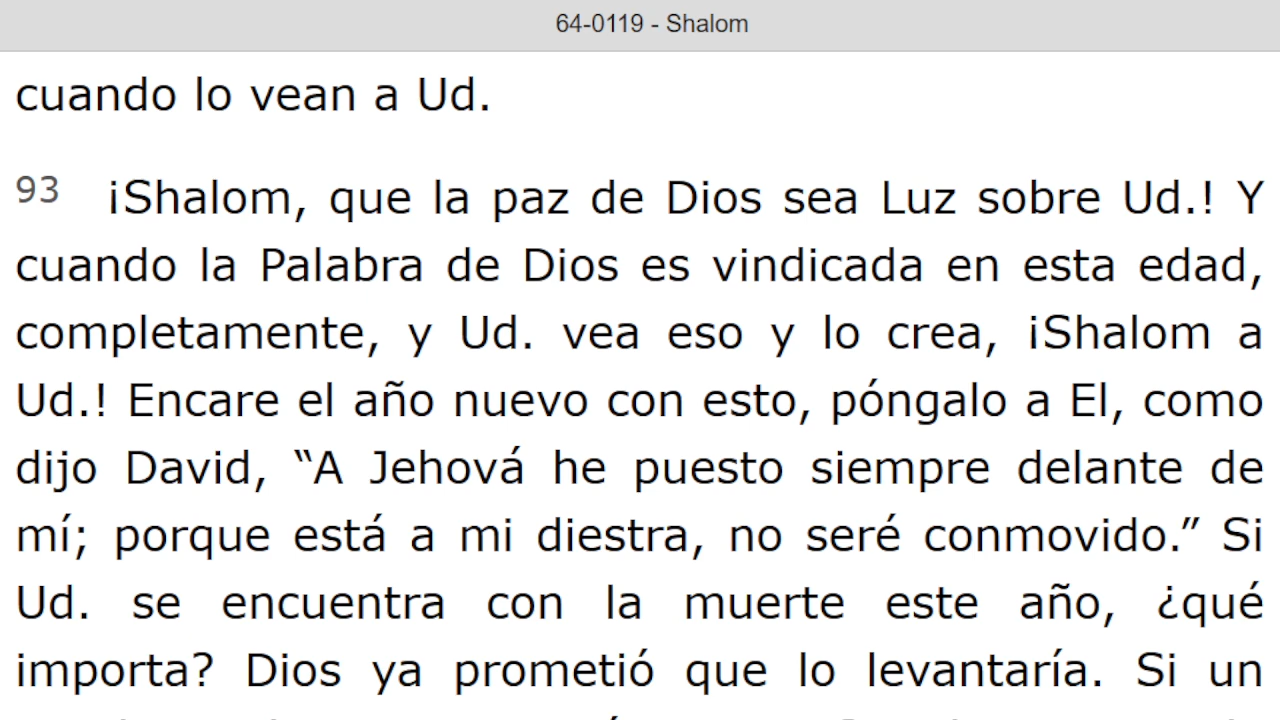 64-0119 - Shalom
cuando lo vean a Ud.
93 ¡Shalom, que la paz de Dios sea Luz sobre Ud.! Y
cuando la Palabra de Dios es vindicada en esta edad,
completamente, y Ud. vea eso y lo crea, ¡Shalom a
Ud.! Encare el año nuevo con esto, póngalo a El, como
dijo David, “A Jehová he puesto siempre delante de
mí; porque está a mi diestra, no seré conmovido.” Si
Ud. se encuentra con la muerte este año, ¿qué
importa? Dios ya prometió que lo levantaría. Si un